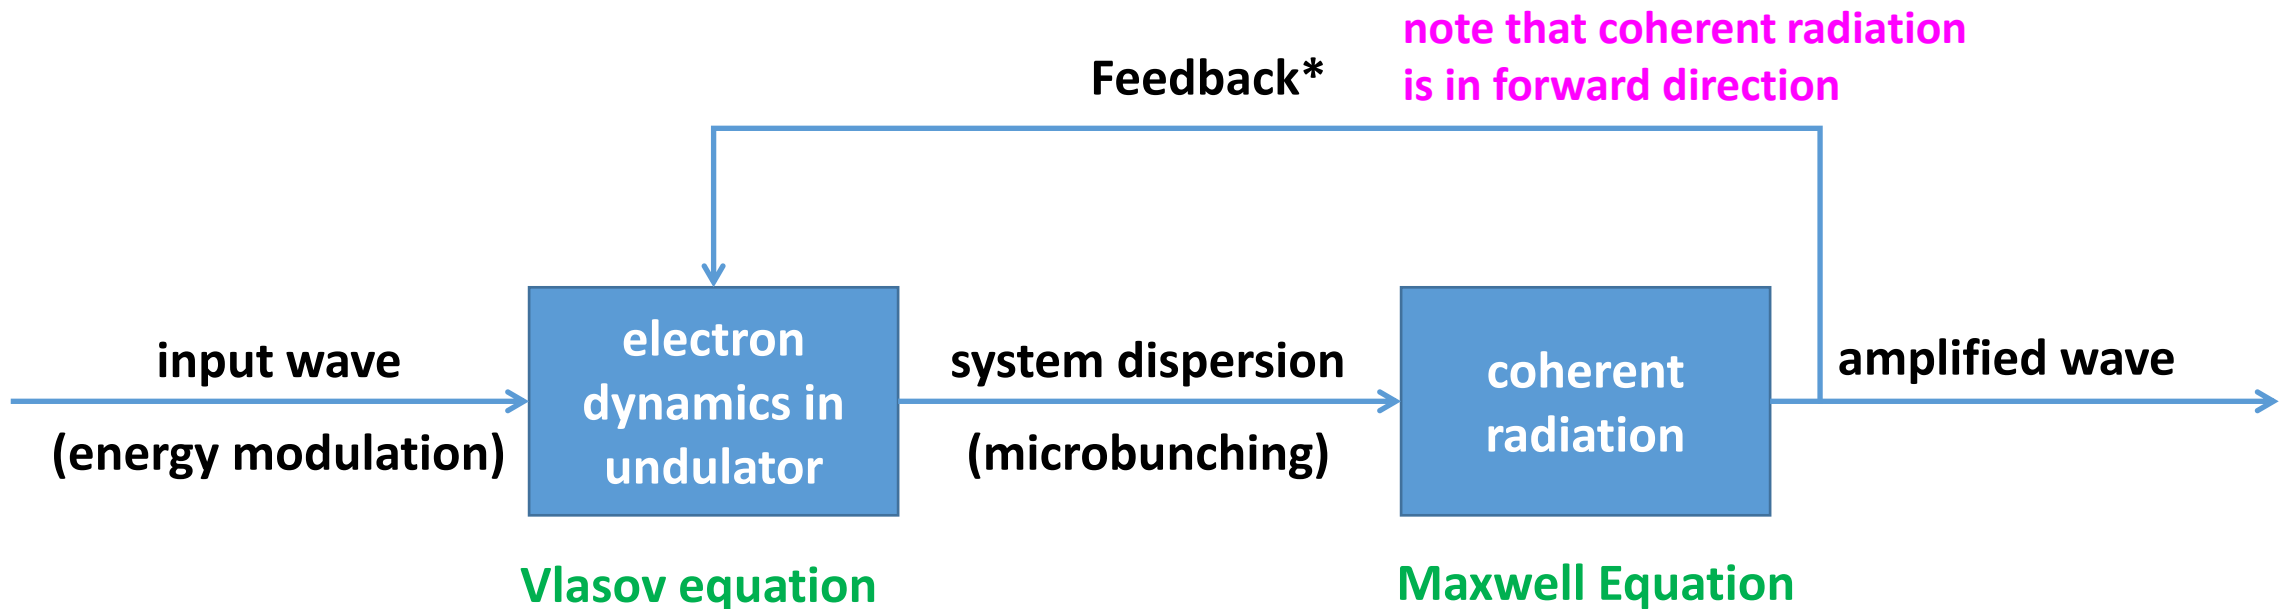 note that coherent radiation
is in forward direction
Feedback*
input wave
(energy modulation)
electron
dynamics in
undulator
system dispersion
(microbunching)
coherent
radiation
amplified wave
Vlasov equation
Maxwell Equation